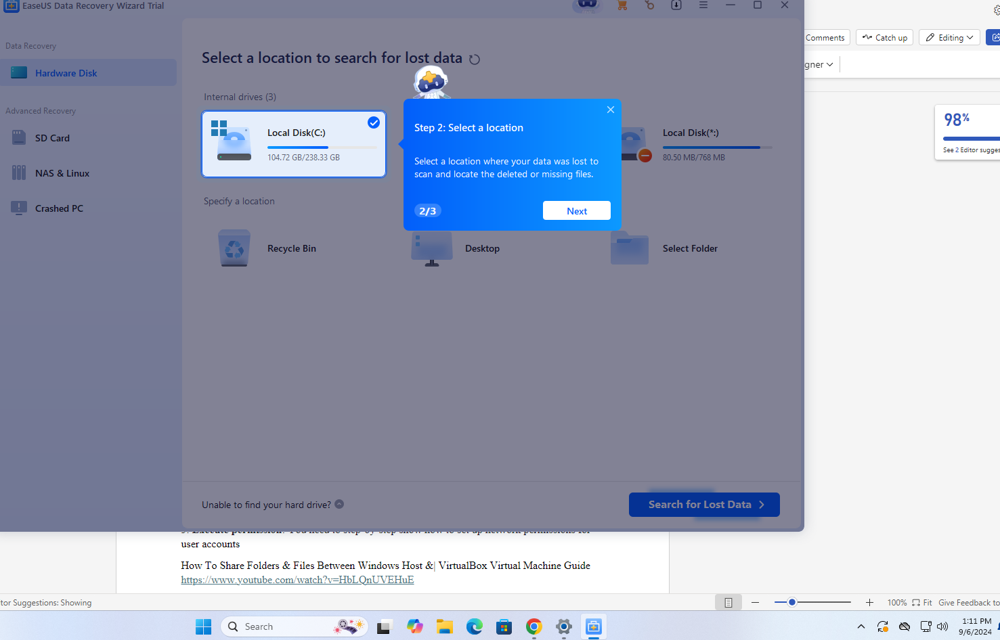 EaseUS Data Recovery Wizard Trial
Data Recovery
Hardware Disk
Advanced Recovery
SD Card
NAS & Linux
Crashed PC
Select a location to search for lost data
Internal drives (3)
Local Disk(C:)
104.72 GB/238.33 GB
Local Disk(*:)
80.50 MB/768 MB
Step 2: Select a location
Select a location where your data was lost to
scan and locate the deleted or missing files.
2/3
Next
Specify a location
Recycle Bin
Desktop
Select Folder
Unable to find your hard drive?
Search for Lost Data
Comments
Catch up
Editing
gner
98%
See 2 Editor sugges
user accounts
How To Share Folders & Files Between Windows Host & VirtualBox Virtual Machine Guide
https://www.youtube.com/watch?v=HbLQnUVEHuE
tor Suggestions: Showing
100%
Fit
Give Feedback to
Search
1:11 PM
9/6/2024